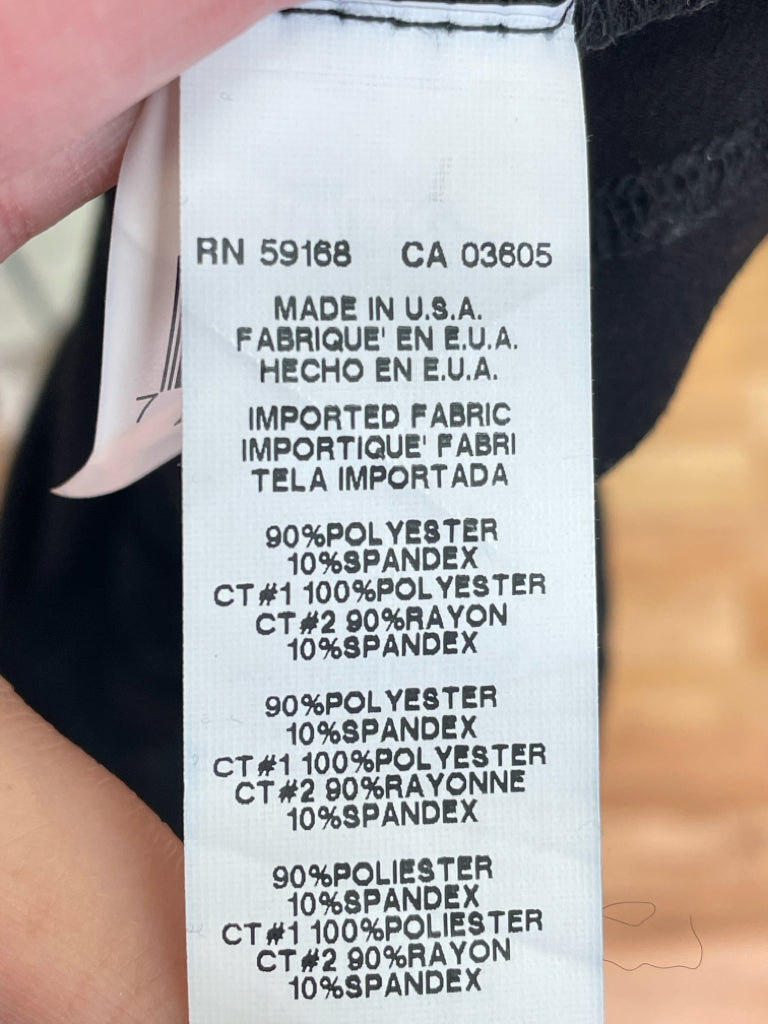 RN 59168 CA 03605
MADE IN U.S.A.
FABRIQUE' EN E.U.A.
HECHO EN E.U.A.
IMPORTED FABRIC
IMPORTIQUE' FABRI
TELA IMPORTADA
90%POLYESTER
10%SPANDEX
CT#1 100%POLYESTER
CT#2 90%RAYON
10%SPANDEX
90%POLYESTER
10%SPANDEX
CT#1 100%POLYESTER
CT#2 90%RAYONNE
10%SPANDEX
90%POLIESTER
10%SPANDEX
CT#1 100%POLIESTER
CT#2 90%RAYON
10%SPANDEX
7